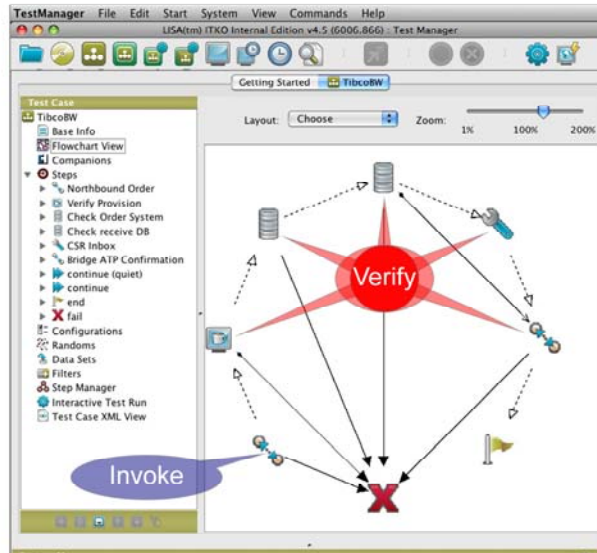 TestManager File Edit Start System View Commands Help
LISA(tm) ITKO Internal Edition v4.5 (6006.866) : Test Manager
Getting Started TibcoBW
Test Case
TibcoBW
Base Info
Flowchart View
Companions
Steps
Northbound Order
Verify Provision
Check Order System
Check receive DB
CSR Inbox
Bridge ATP Confirmation
continue (quiet)
continue
end
fail
Configurations
Randoms
Data Sets
Filters
Step Manager
Interactive Test Run
Test Case XML View
Layout: Choose Zoom:
1% 100% 200%
Verify
Invoke